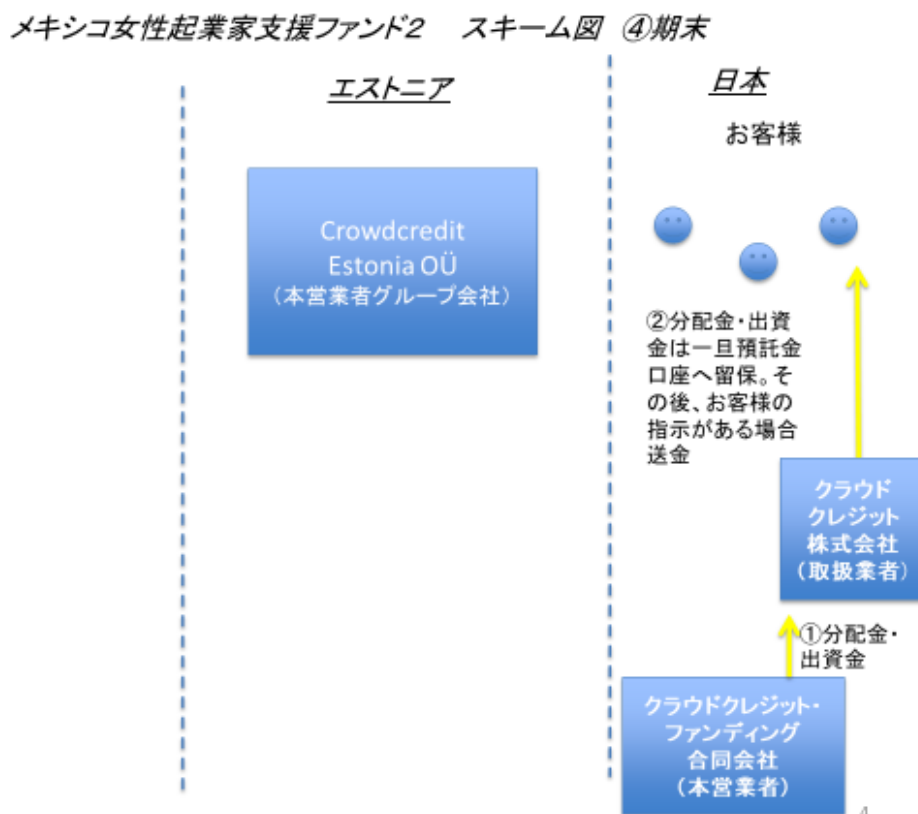 メキシコ女性起業家支援ファンド2　スキーム図　④期末
エストニア
日本
お客様
Crowdcredit
Estonia OÜ
（本営業者グループ会社）
②分配金・出資
金は一旦預託金
口座へ留保。そ
の後、お客様の
指示がある場合
送金
クラウド
クレジット
株式会社
（取扱業者）
①分配金・
出資金
クラウドクレジット・
ファンディング
合同会社
（本営業者）
4